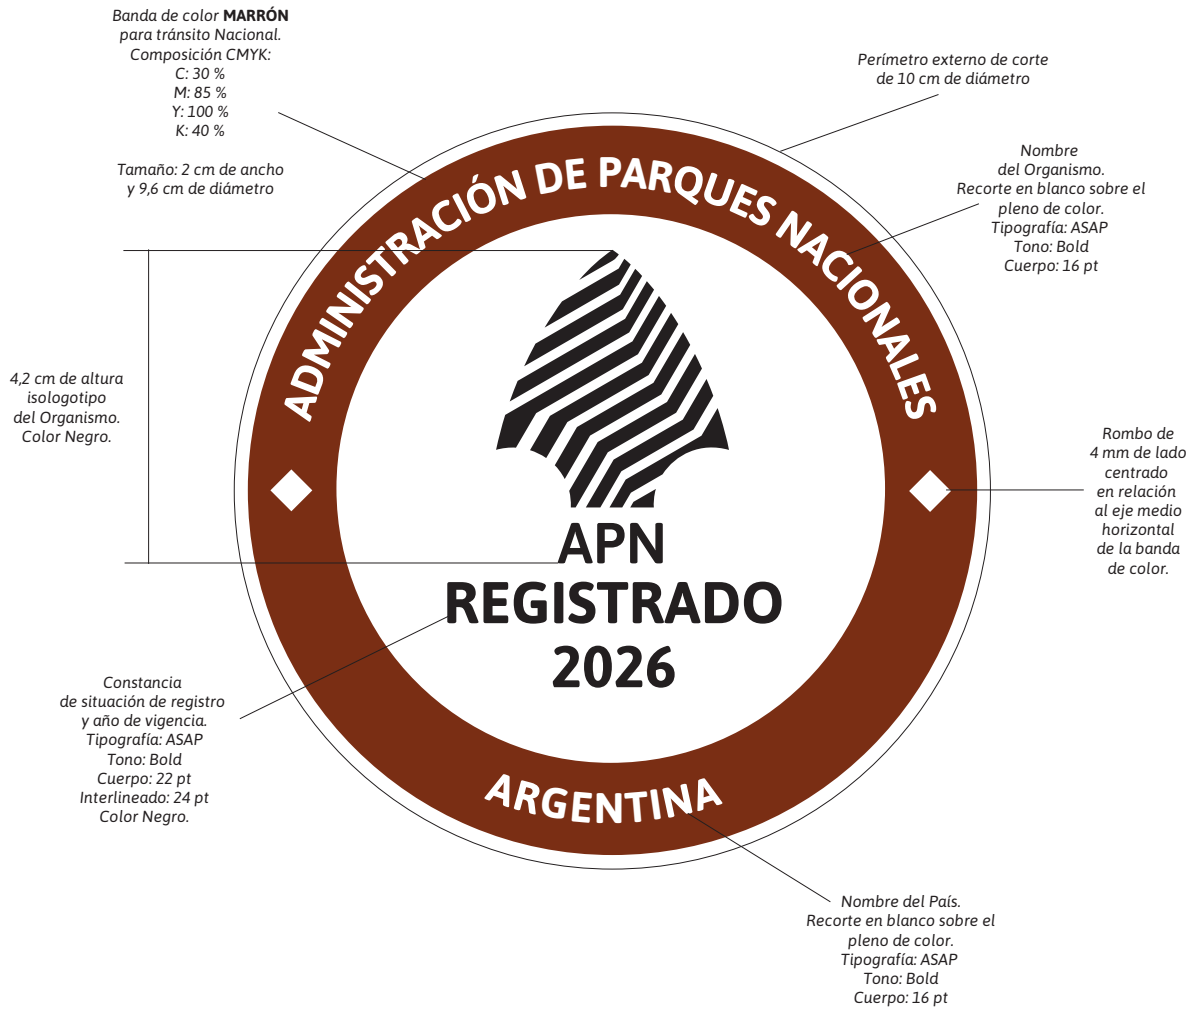 Banda de color MARRÓN
para tránsito Nacional.
Composición CMYK:
C: 30 %
M: 85 %
Y: 100 %
K: 40 %
Tamaño: 2 cm de ancho
y 9,6 cm de diámetro
Perímetro externo de corte
de 10 cm de diámetro
Nombre
del Organismo.
Recorte en blanco sobre el
pleno de color.
Tipografía: ASAP
Tono: Bold
Cuerpo: 16 pt
ADMINISTRACIÓN DE PARQUES NACIONALES
4,2 cm de altura
isologotipo
del Organismo.
Color Negro.
Rombo de
4 mm de lado
centrado
en relación
al eje medio
horizontal
de la banda
de color.
APN
REGISTRADO
2026
Constancia
de situación de registro
y año de vigencia.
Tipografía: ASAP
Tono: Bold
Cuerpo: 22 pt
Interlineado: 24 pt
Color Negro.
ARGENTINA
Nombre del País.
Recorte en blanco sobre el
pleno de color.
Tipografía: ASAP
Tono: Bold
Cuerpo: 16 pt